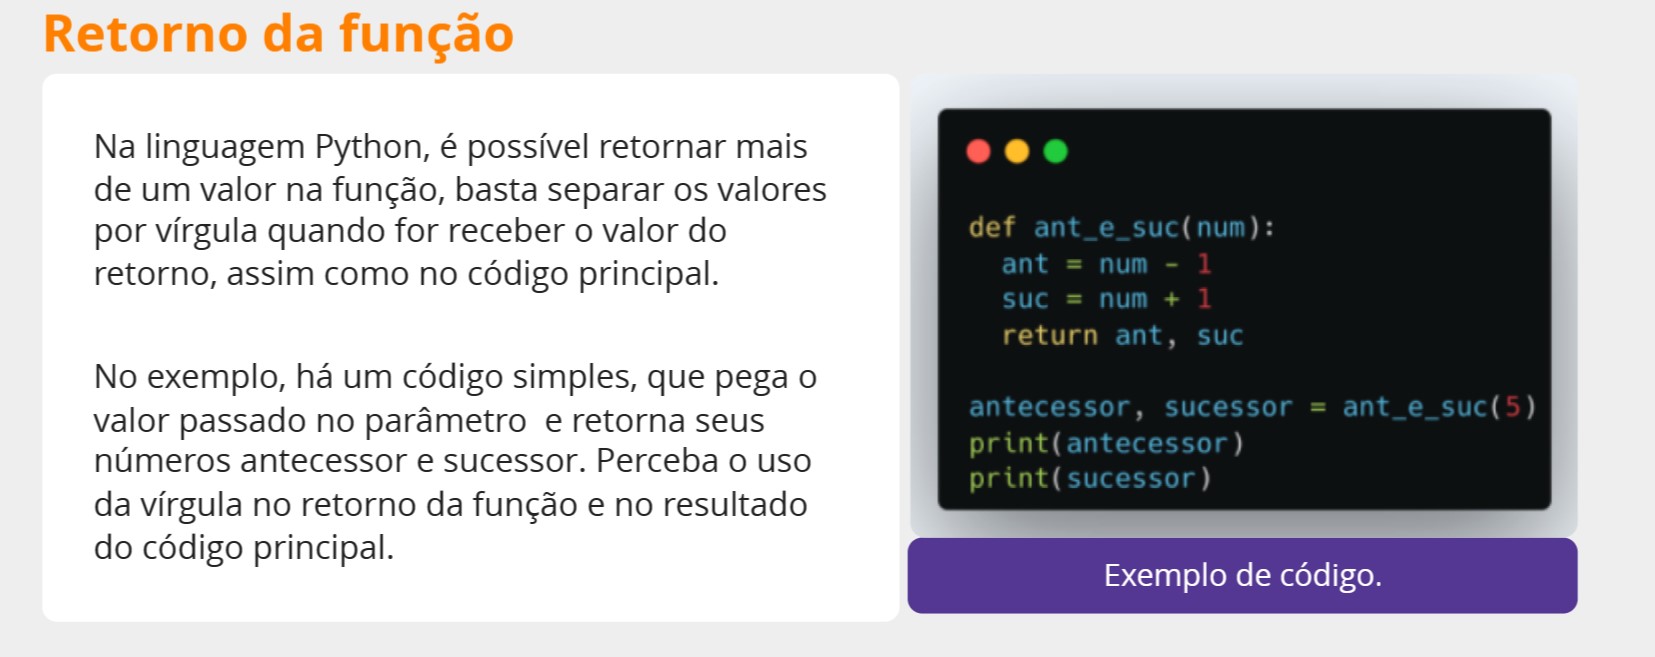 Retorno da função
Na linguagem Python, é possível retornar mais
de um valor na função, basta separar os valores
por vírgula quando for receber o valor do
retorno, assim como no código principal.
No exemplo, há um código simples, que pega o
valor passado no parâmetro  e retorna seus
números antecessor e sucessor. Perceba o uso
da vírgula no retorno da função e no resultado
do código principal.
def ant_e_suc(num):
  ant = num - 1
  suc = num + 1
  return ant, suc
antecessor, sucessor = ant_e_suc(5)
print(antecessor)
print(sucessor)
Exemplo de código.